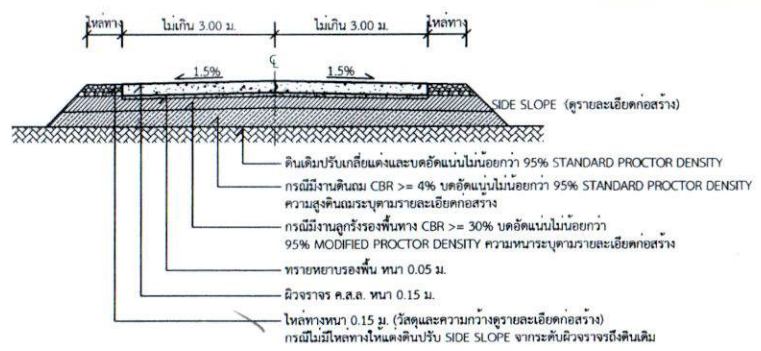 ไหล่ทาง ไม่เกิน 3.00 ม. ไม่เกิน 3.00 ม. ไหล่ทาง
℄
1.5% 1.5%
SIDE SLOPE (ดูรายละเอียดก่อสร้าง)
ดินเดิมปรับเกลี่ยแต่งและบดอัดแน่นไม่น้อยกว่า 95% STANDARD PROCTOR DENSITY
กรณีมีงานดินถม CBR >= 4% บดอัดแน่นไม่น้อยกว่า 95% STANDARD PROCTOR DENSITY
ความสูงดินถมระบุตามรายละเอียดก่อสร้าง
กรณีมีงานลูกรังรองพื้นทาง CBR >= 30% บดอัดแน่นไม่น้อยกว่า
95% MODIFIED PROCTOR DENSITY ความหนาระบุตามรายละเอียดก่อสร้าง
ทรายหยาบรองพื้น หนา 0.05 ม.
ผิวจราจร ค.ส.ล. หนา 0.15 ม.
ไหล่ทางหนา 0.15 ม. (วัสดุและความกว้างดูรายละเอียดก่อสร้าง)
กรณีไม่มีไหล่ทางให้แต่งดินปรับ SIDE SLOPE จากระดับผิวจราจรถึงดินเดิม